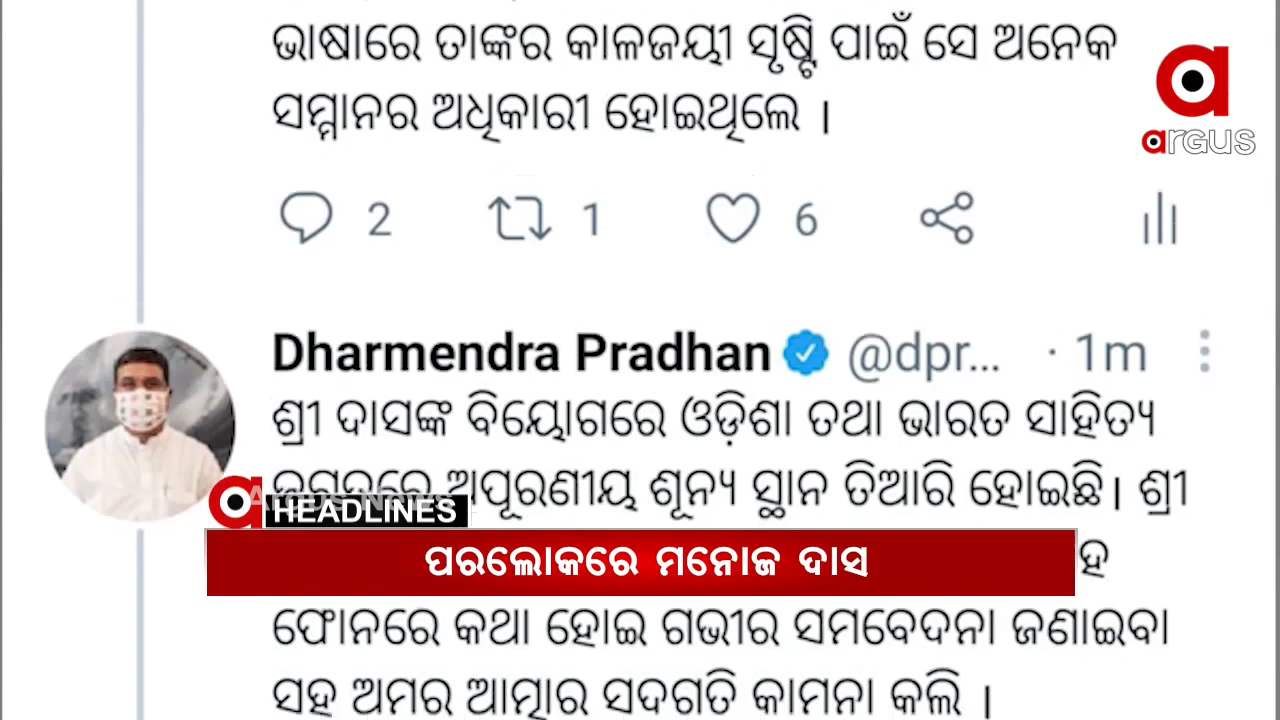 ଭାଷାରେ ତାଙ୍କର କାଳଜୟୀ ସୃଷ୍ଟି ପାଇଁ ସେ ଅନେକ
ସମ୍ମାନର ଅଧିକାରୀ ହୋଇଥିଲେ ।
argus
2 1 6
Dharmendra Pradhan @dpr... · 1m
ଶ୍ରୀ ଦାସଙ୍କ ବିୟୋଗରେ ଓଡ଼ିଶା ତଥା ଭାରତ ସାହିତ୍ୟ
ଅପୂରଣୀୟ ଶୂନ୍ୟ ସ୍ଥାନ ତିଆରି ହୋଇଛି। ଶ୍ରୀ
HEADLINES
ପରଲୋକରେ ମନୋଜ ଦାସ
ଫୋନରେ କଥା ହୋଇ ଗଭୀର ସମବେଦନା ଜଣାଇବା
ସହ ଅମର ଆତ୍ମାର ସଦଗତି କାମନା କଲି ।